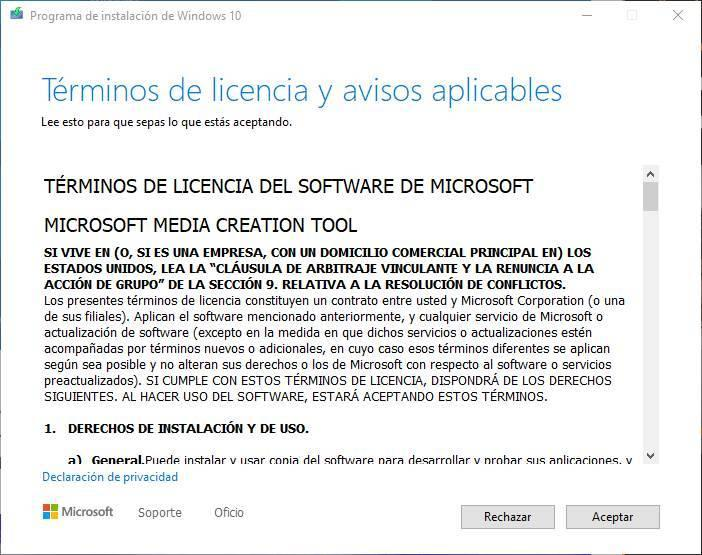 Programa de instalación de Windows 10
Términos de licencia y avisos aplicables
Lee esto para que sepas lo que estás aceptando.
TÉRMINOS DE LICENCIA DEL SOFTWARE DE MICROSOFT
MICROSOFT MEDIA CREATION TOOL
SI VIVE EN (O, SI ES UNA EMPRESA, CON UN DOMICILIO COMERCIAL PRINCIPAL EN) LOS
ESTADOS UNIDOS, LEA LA “CLÁUSULA DE ARBITRAJE VINCULANTE Y LA RENUNCIA A LA
ACCIÓN DE GRUPO” DE LA SECCIÓN 9. RELATIVA A LA RESOLUCIÓN DE CONFLICTOS.
Los presentes términos de licencia constituyen un contrato entre usted y Microsoft Corporation (o una
de sus filiales). Aplican el software mencionado anteriormente, y cualquier servicio de Microsoft o
actualización de software (excepto en la medida en que dichos servicios o actualizaciones estén
acompañadas por términos nuevos o adicionales, en cuyo caso esos términos diferentes se aplican
según sea posible y no alteran sus derechos o los de Microsoft con respecto al software o servicios
preactualizados). SI CUMPLE CON ESTOS TÉRMINOS DE LICENCIA, DISPONDRÁ DE LOS DERECHOS
SIGUIENTES. AL HACER USO DEL SOFTWARE, ESTARÁ ACEPTANDO ESTOS TÉRMINOS.
1. DERECHOS DE INSTALACIÓN Y DE USO.
a) General.Puede instalar y usar copia del software para desarrollar y probar sus aplicaciones, y
Declaración de privacidad
Microsoft Soporte Oficio
Rechazar Aceptar